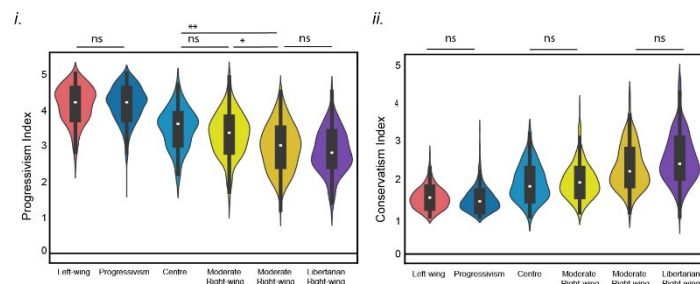 i.
ii.
**
ns
ns
*
ns
ns
ns
ns
Progressivism Index
5
4
3
2
1
0
Left-wing
Progressivism
Centre
Moderate
Right-wing
Moderate
Right-wing
Libertarian
Right-wing
Conservatism Index
5
4
3
2
1
0
Left wing
Progressivism
Centre
Moderate
Right-wing
Moderate
Right-wing
Libertarian
Right-wing